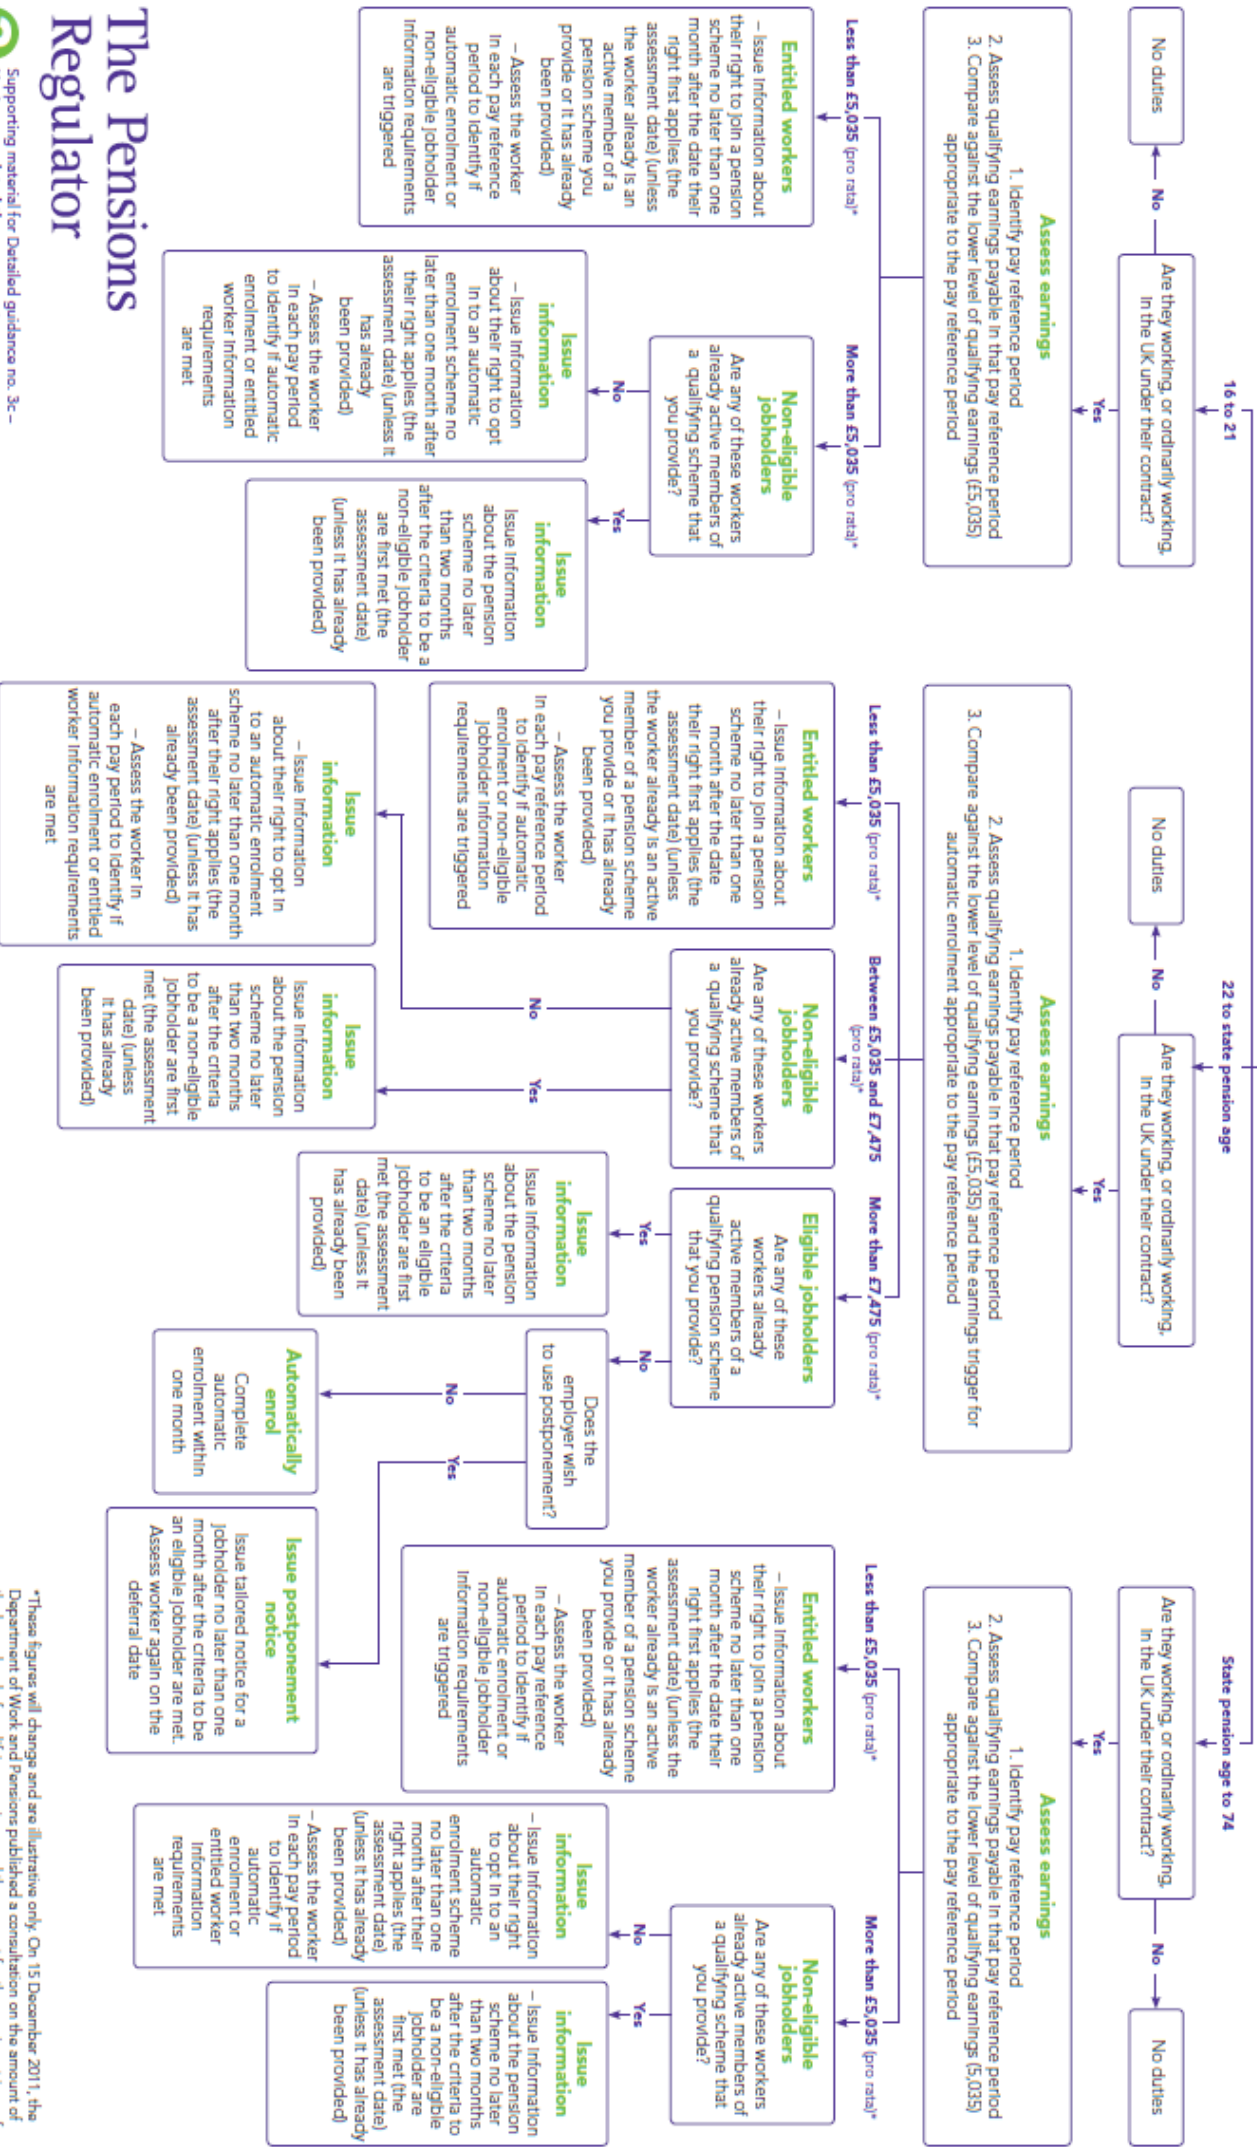 16 to 21
22 to state pension age
State pension age to 74
No duties
No
Are they working, or ordinarily working,
in the UK under their contract?
Yes
No duties
No
Are they working, or ordinarily working,
in the UK under their contract?
Yes
Are they working, or ordinarily working,
in the UK under their contract?
No
No duties
Yes
Assess earnings
1. Identify pay reference period
2. Assess qualifying earnings payable in that pay reference period
3. Compare against the lower level of qualifying earnings (£5,035)
appropriate to the pay reference period
Assess earnings
1. Identify pay reference period
2. Assess qualifying earnings payable in that pay reference period
3. Compare against the lower level of qualifying earnings (£5,035) and the earnings trigger for
automatic enrolment appropriate to the pay reference period
Assess earnings
1. Identify pay reference period
2. Assess qualifying earnings payable in that pay reference period
3. Compare against the lower level of qualifying earnings (5,035)
appropriate to the pay reference period
Less than £5,035 (pro rata)*
More than £5,035 (pro rata)*
Less than £5,035 (pro rata)*
Between £5,035 and £7,475
(pro rata)*
More than £7,475 (pro rata)*
Less than £5,035 (pro rata)*
More than £5,035 (pro rata)*
Entitled workers
– Issue information about
their right to join a pension
scheme no later than one
month after the date their
right first applies (the
assessment date) (unless
the worker already is an
active member of a
pension scheme you
provide or it has already
been provided)
– Assess the worker
in each pay reference
period to identify if
automatic enrolment or
non-eligible jobholder
information requirements
are triggered
Non-eligible
jobholders
Are any of these workers
already active members of
a qualifying scheme that
you provide?
No
Yes
Issue
information
– Issue information
about their right to opt
in to an automatic
enrolment scheme no
later than one month after
their right applies (the
assessment date) (unless it
has already
been provided)
– Assess the worker
in each pay period
to identify if automatic
enrolment or entitled
worker information
requirements
are met
Issue
information
Issue information
about the pension
scheme no later
than two months
after the criteria to be a
non-eligible jobholder
are first met (the
assessment date)
(unless it has already
been provided)
Entitled workers
– Issue information about
their right to join a pension
scheme no later than one
month after the date
their right first applies (the
assessment date) (unless
the worker already is an active
member of a pension scheme
you provide or it has already
been provided)
– Assess the worker
in each pay reference period
to identify if automatic
enrolment or non-eligible
jobholder information
requirements are triggered
Non-eligible
jobholders
Are any of these workers
already active members of
a qualifying scheme that
you provide?
No
Yes
Issue
information
– Issue information
about their right to opt in
to an automatic enrolment
scheme no later than one month
after their right applies (the
assessment date) (unless it has
already been provided)
– Assess the worker in
each pay period to identify if
automatic enrolment or entitled
worker information requirements
are met
Issue
information
Issue information
about the pension
scheme no later
than two months
after the criteria
to be a non-eligible
jobholder are first
met (the assessment
date) (unless
it has already
been provided)
Eligible jobholders
Are any of these
workers already
active members of a
qualifying pension scheme
that you provide?
Yes
No
Issue
information
Issue information
about the pension
scheme no later
than two months
after the criteria
to be an eligible
jobholder are first
met (the assessment
date) (unless it
has already been
provided)
Does the
employer wish
to use postponement?
No
Yes
Automatically
enrol
Complete
automatic
enrolment within
one month
Issue postponement
notice
Issue tailored notice for a
jobholder no later than one
month after the criteria to be
an eligible jobholder are met.
Assess worker again on the
deferral date
Entitled workers
– Issue information about
their right to join a pension
scheme no later than one
month after the date their
right first applies (the
assessment date) (unless the
worker already is an active
member of a pension scheme
you provide or it has already
been provided)
– Assess the worker
in each pay reference
period to identify if
automatic enrolment or
non-eligible jobholder
information requirements
are triggered
Non-eligible
jobholders
Are any of these workers
already active members of
a qualifying scheme that
you provide?
No
Yes
Issue
information
– Issue information
about their right
to opt in to an
automatic
enrolment scheme
no later than one
month after their
right applies (the
assessment date)
(unless it has already
been provided)
– Assess the worker
in each pay period
to identify if
automatic
enrolment or
entitled worker
information
requirements
are met
Issue
information
– Issue information
about the pension
scheme no later
than two months
after the criteria to
be a non-eligible
jobholder are
first met (the
assessment date)
(unless it has already
been provided)
The Pensions
Regulator
Supporting material for Detailed guidance no. 3c–
*These figures will change and are illustrative only. On 15 December 2011, the
Department of Work and Pensions published a consultation on the amount of